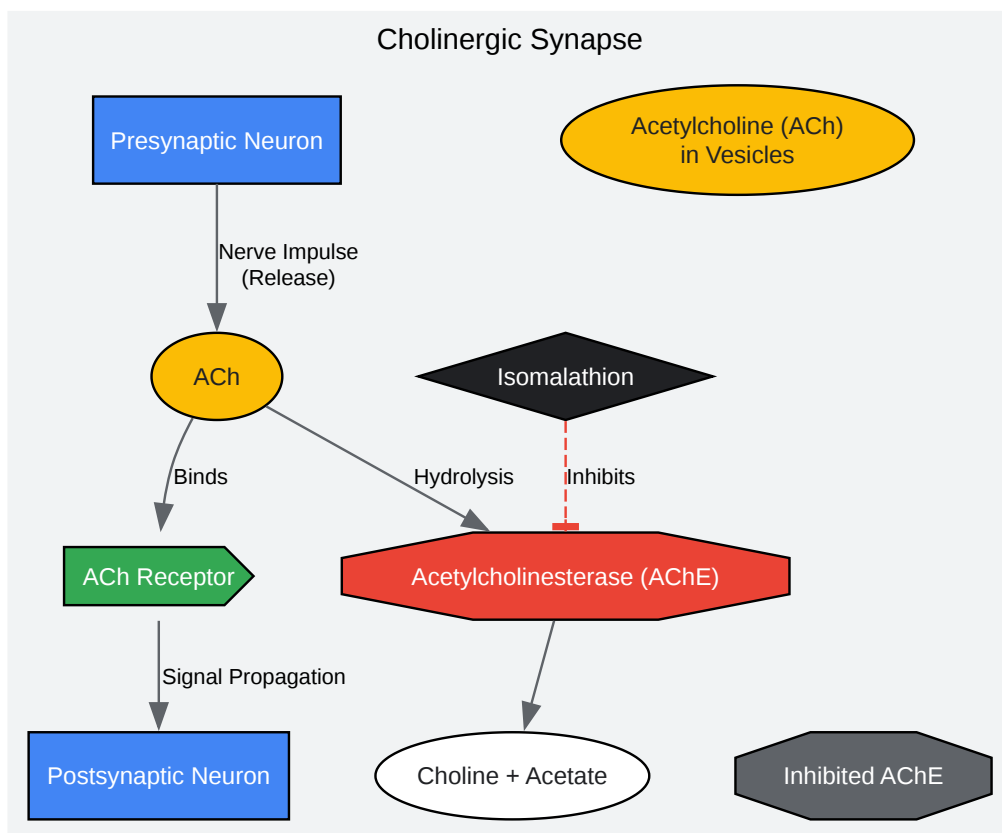 Cholinergic Synapse
Presynaptic Neuron
Acetylcholine (ACh)
in Vesicles
Nerve Impulse
(Release)
ACh
Isomalathion
Binds
Hydrolysis
Inhibits
ACh Receptor
Acetylcholinesterase (AChE)
Signal Propagation
Postsynaptic Neuron
Choline + Acetate
Inhibited AChE